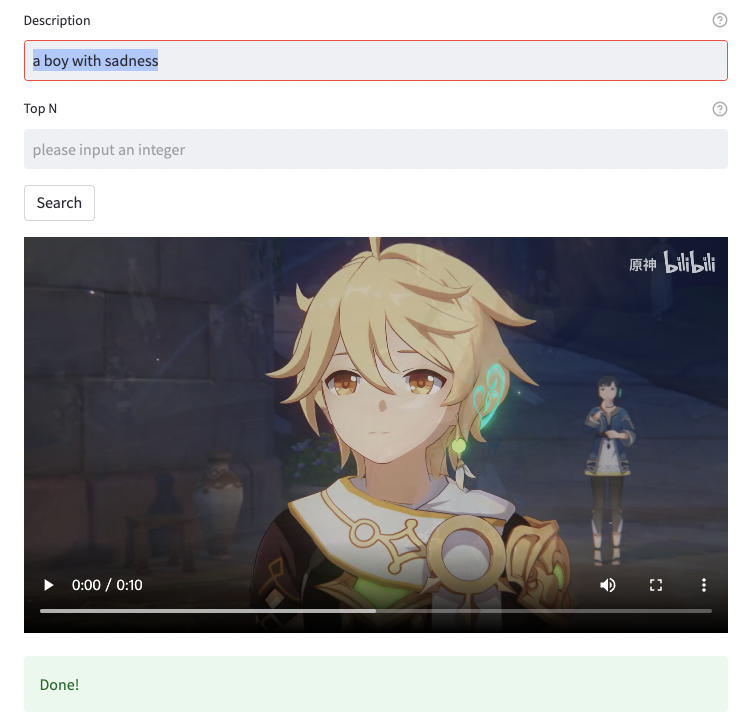 Description
a boy with sadness
Top N
please input an integer
Search
原神 bilibili
0:00 / 0:10
Done!